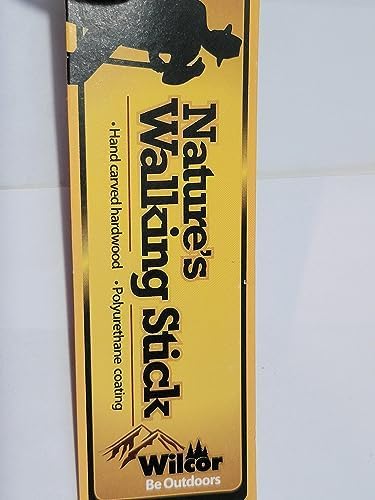 Nature's
Walking Stick
• Hand carved hardwood • Polyurethane coating
Wilcor
Be Outdoors